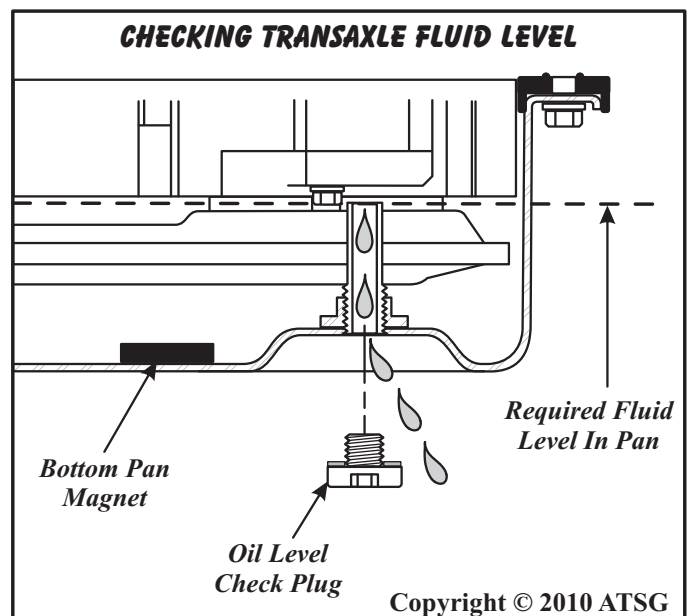 CHECKING TRANSAXLE FLUID LEVEL
Required Fluid
Level In Pan
Bottom Pan
Magnet
Oil Level
Check Plug
Copyright © 2010 ATSG